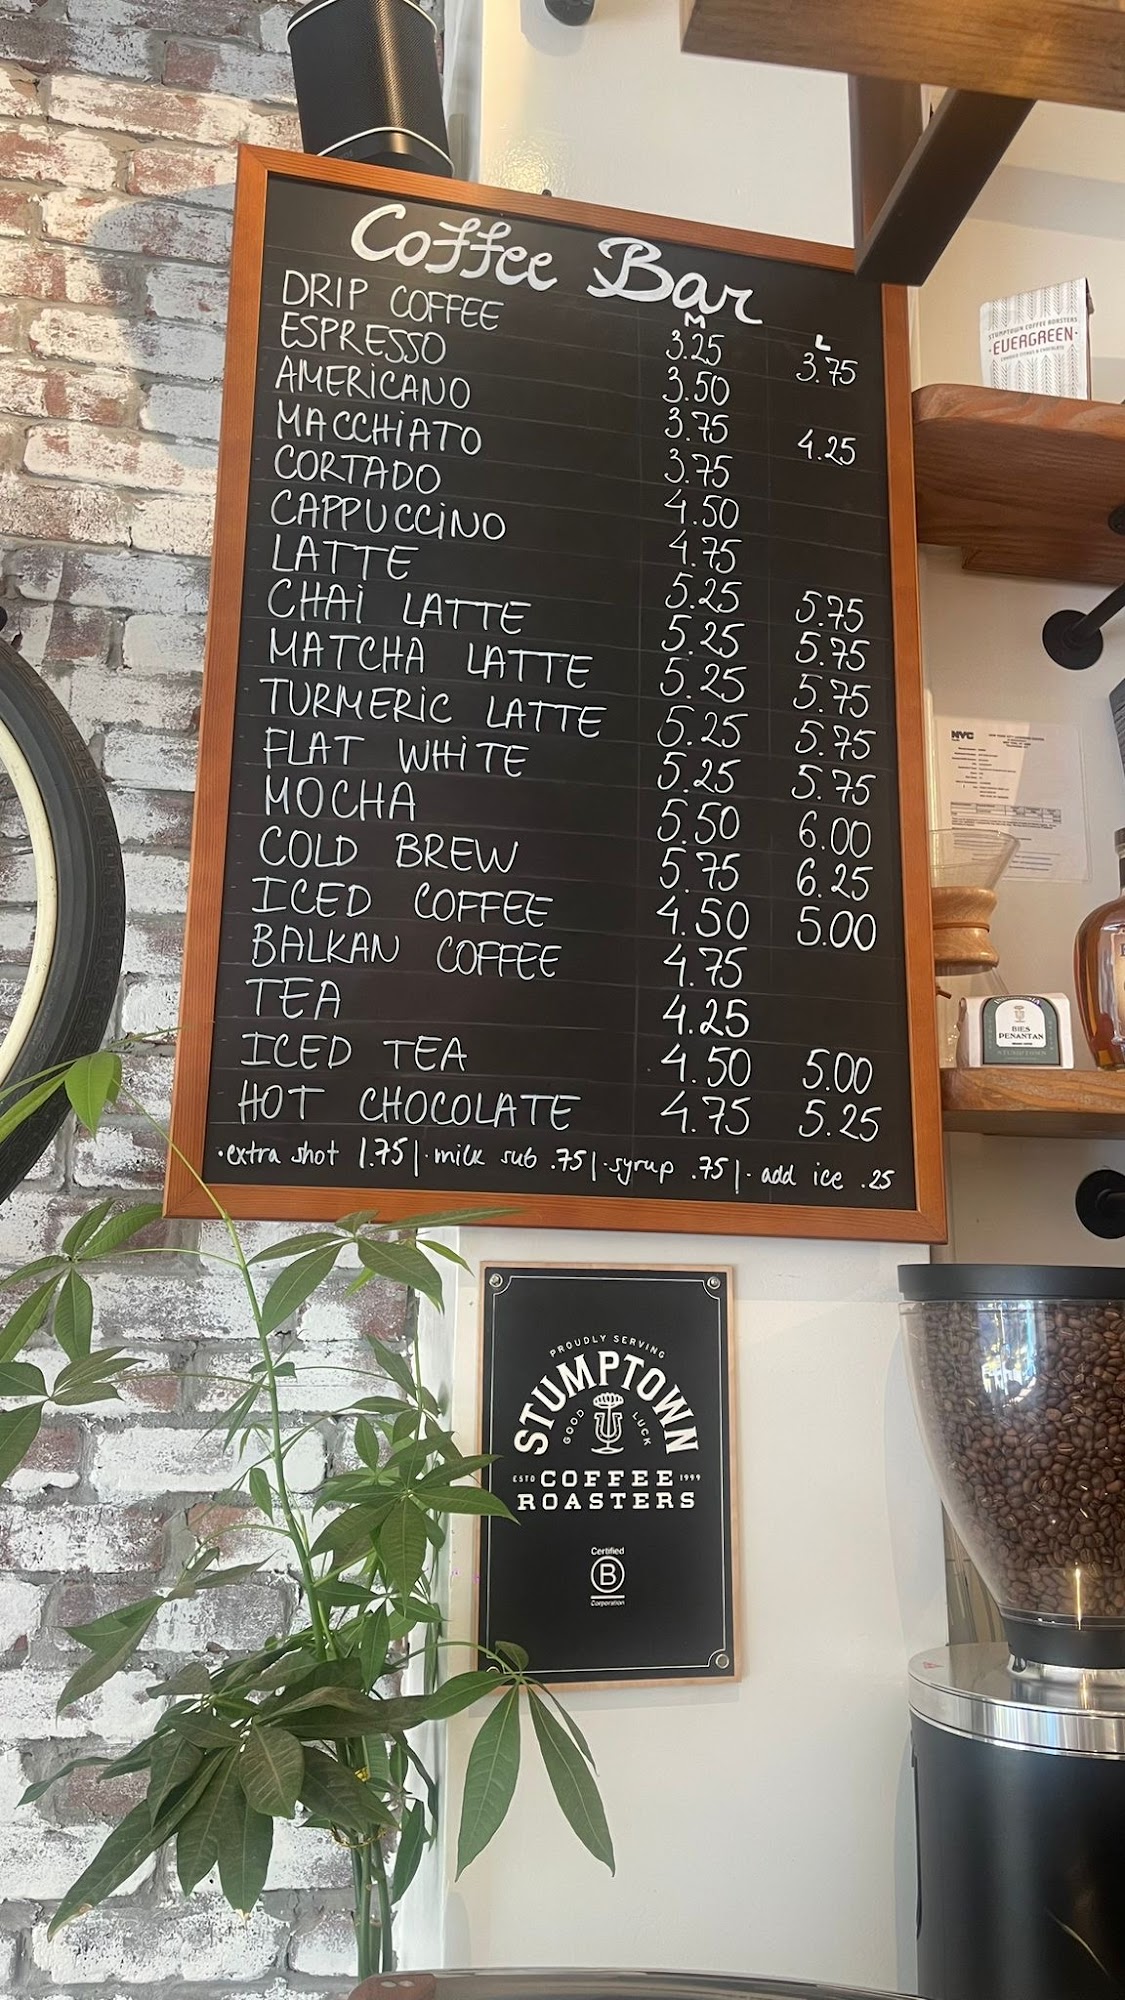 Coffee Bar
M L
DRIP COFFEE 3.25 3.75
ESPRESSO 3.50
AMERICANO 3.75 4.25
MACCHIATO 3.75
CORTADO 4.50
CAPPUCCINO 4.75
LATTE 5.25 5.75
CHAI LATTE 5.25 5.75
MATCHA LATTE 5.25 5.75
TURMERIC LATTE 5.25 5.75
FLAT WHITE 5.25 5.75
MOCHA 5.50 6.00
COLD BREW 5.75 6.25
ICED COFFEE 4.50 5.00
BALKAN COFFEE 4.75
TEA 4.25
ICED TEA 4.50 5.00
HOT CHOCOLATE 4.75 5.25
·extra shot 1.75|·milk sub .75|·syrup .75|· add ice .25
STUMPTOWN COFFEE ROASTERS
·EVERGREEN·
NYC
BIES
PENANTAN
STUMPTOWN
PROUDLY SERVING
STUMPTOWN
GOOD LUCK
ESTD COFFEE 1999
ROASTERS
Certified
B
Corporation